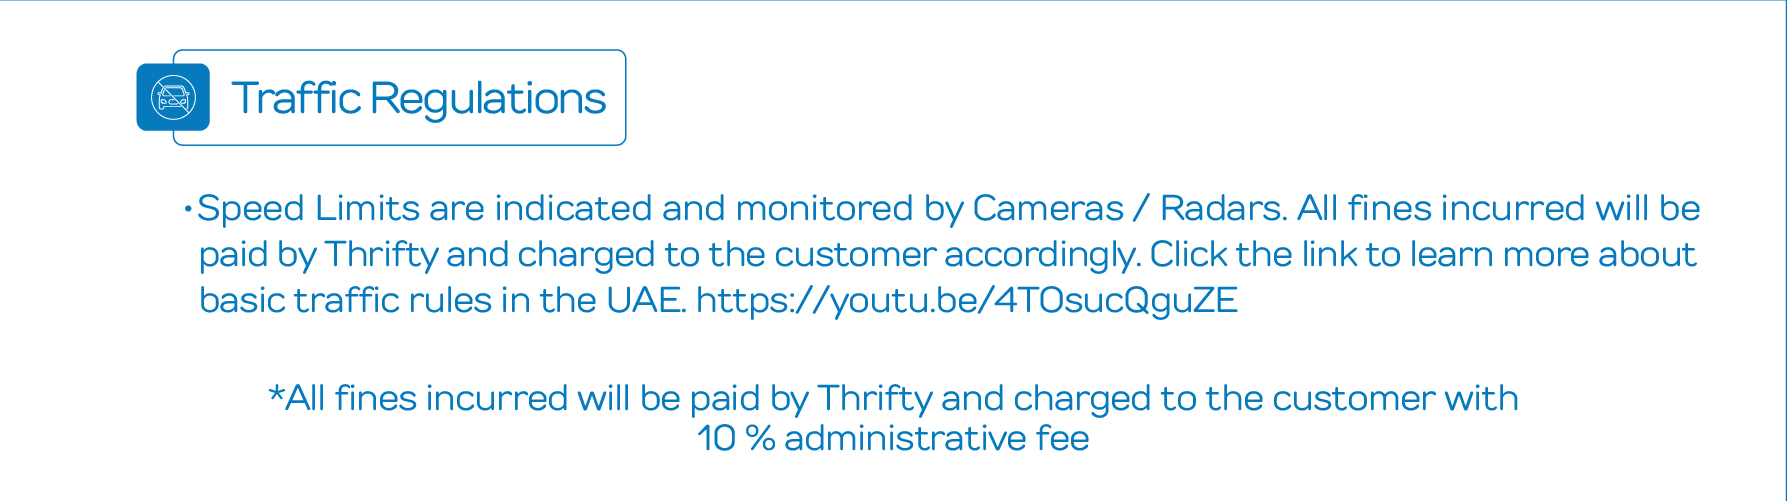 Traffic Regulations
• Speed Limits are indicated and monitored by Cameras / Radars. All fines incurred will be
paid by Thrifty and charged to the customer accordingly. Click the link to learn more about
basic traffic rules in the UAE. https://youtu.be/4T0sucQguZE
*All fines incurred will be paid by Thrifty and charged to the customer with
10 % administrative fee